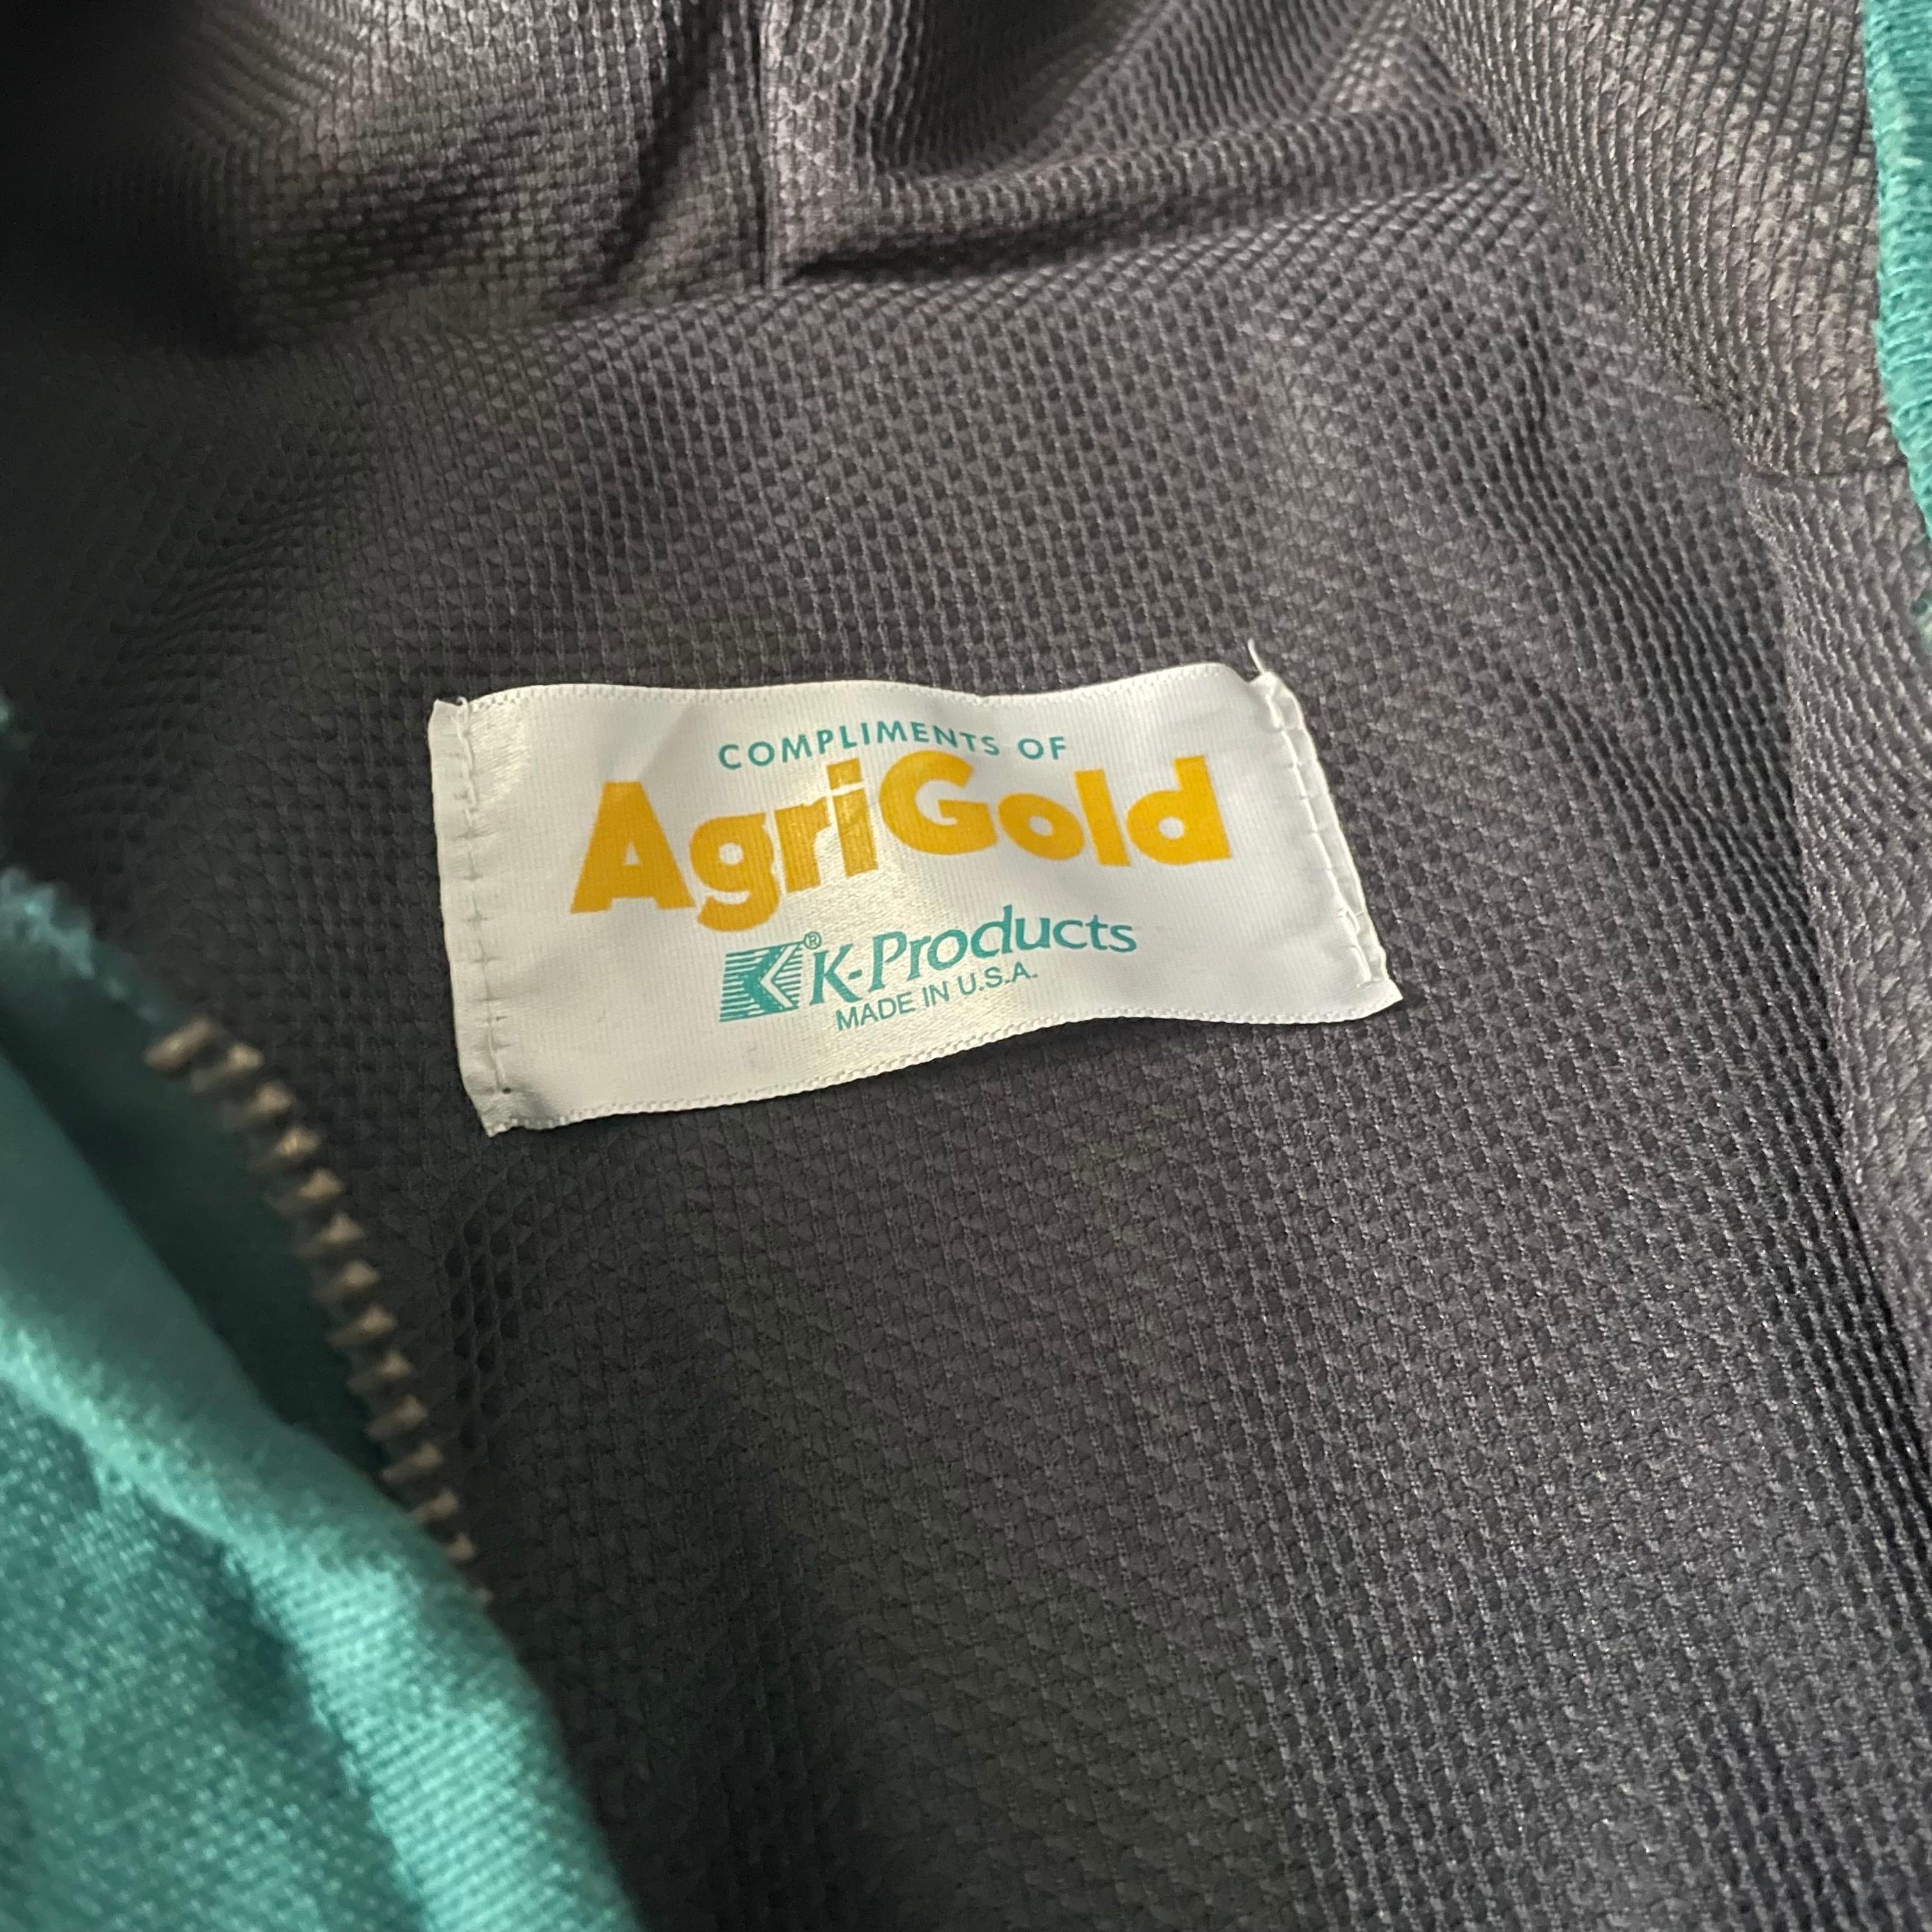 COMPLIMENTS OF
AgriGold
®K-Products
MADE IN U.S.A.